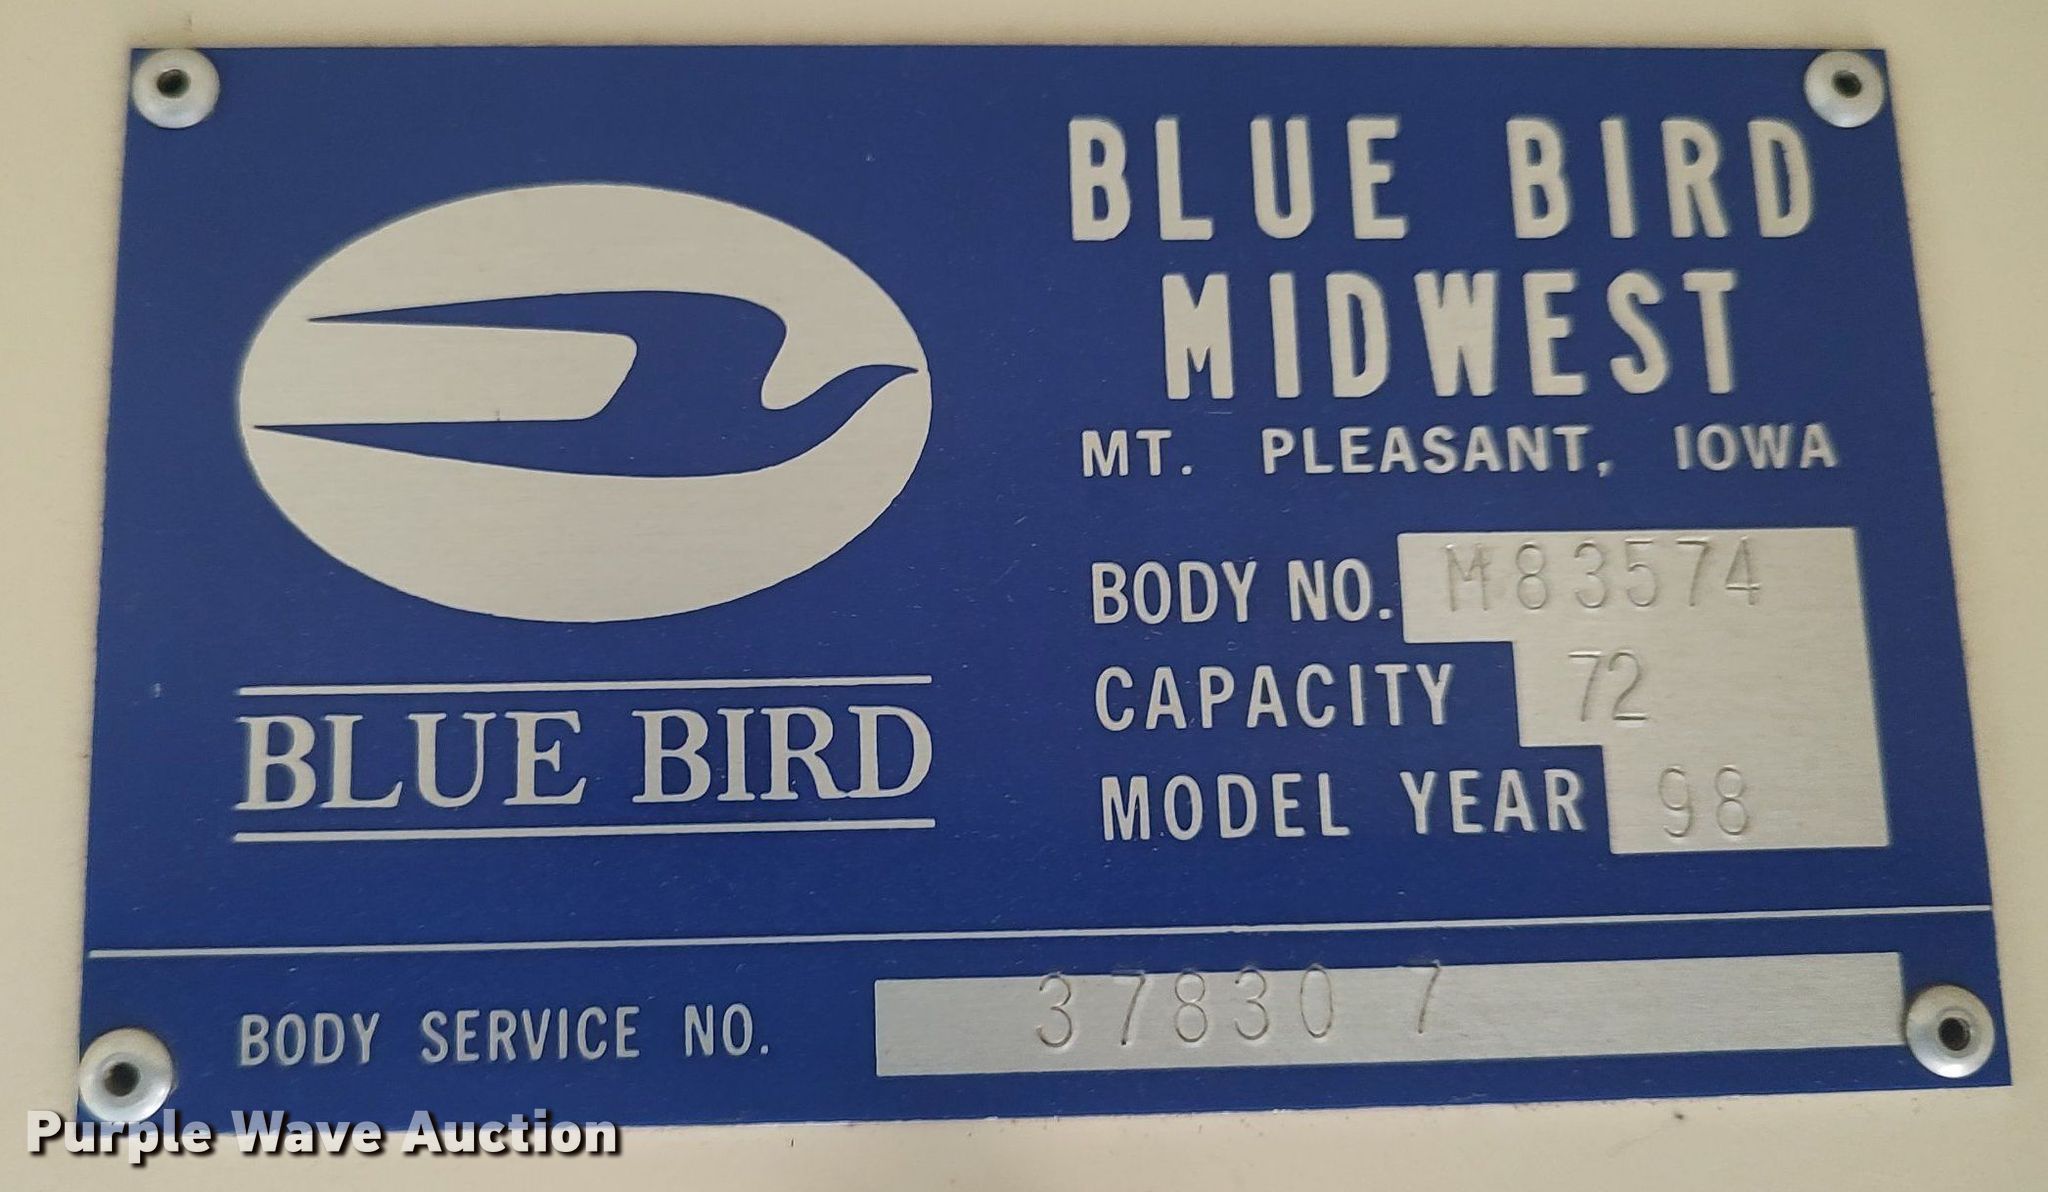 BLUE BIRD
MIDWEST
MT. PLEASANT, IOWA
BODY NO. M83574
CAPACITY 72
MODEL YEAR 98
BLUE BIRD
BODY SERVICE NO. 37830 7
Purple Wave Auction